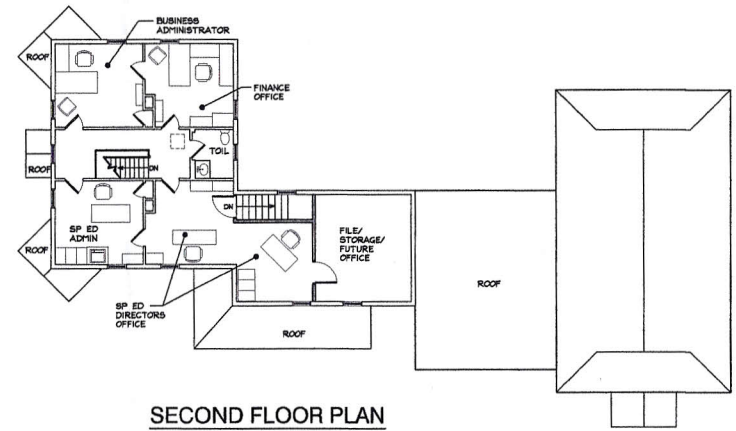 BUSINESS
ADMINISTRATOR
ROOF
FINANCE
OFFICE
TOIL
ROOF
DN
SP ED
ADMIN
DN
FILE/
STORAGE/
FUTURE
OFFICE
ROOF
ROOF
SP ED
DIRECTORS
OFFICE
ROOF
SECOND FLOOR PLAN